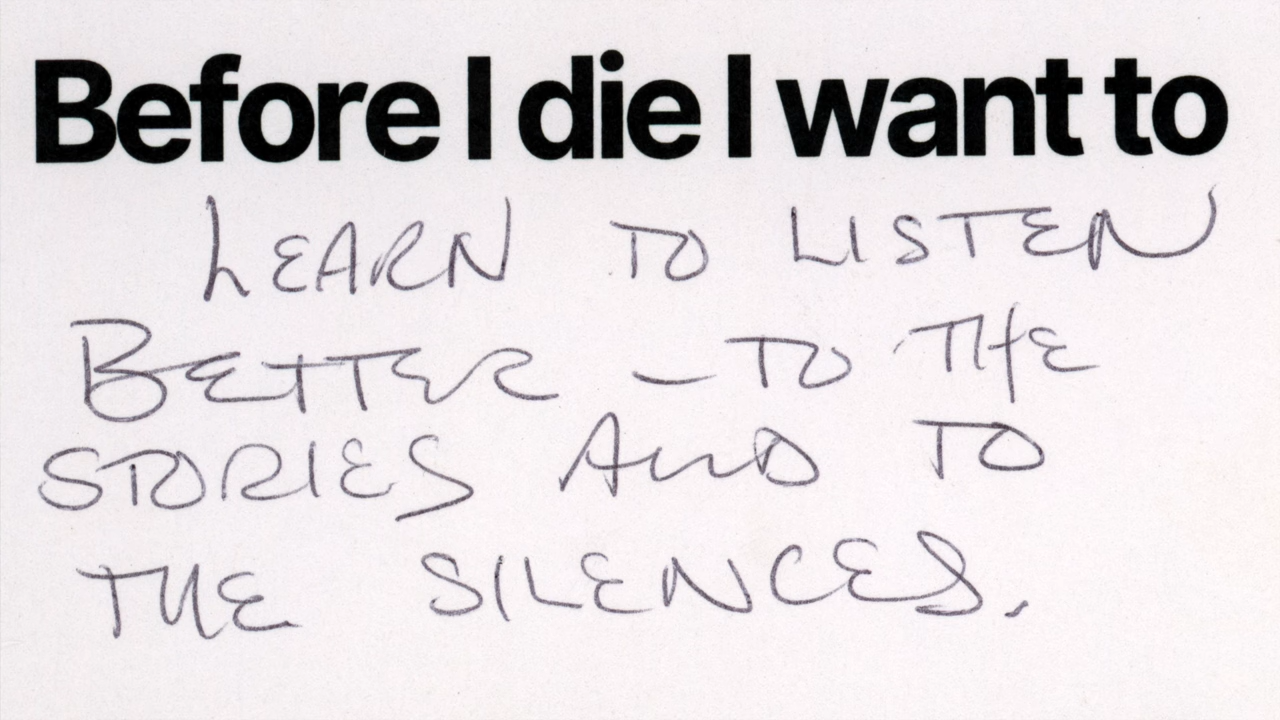 Before I die I want to
LEARN TO LISTEN
BETTER – TO THE
STORIES AND TO
THE SILENCES.